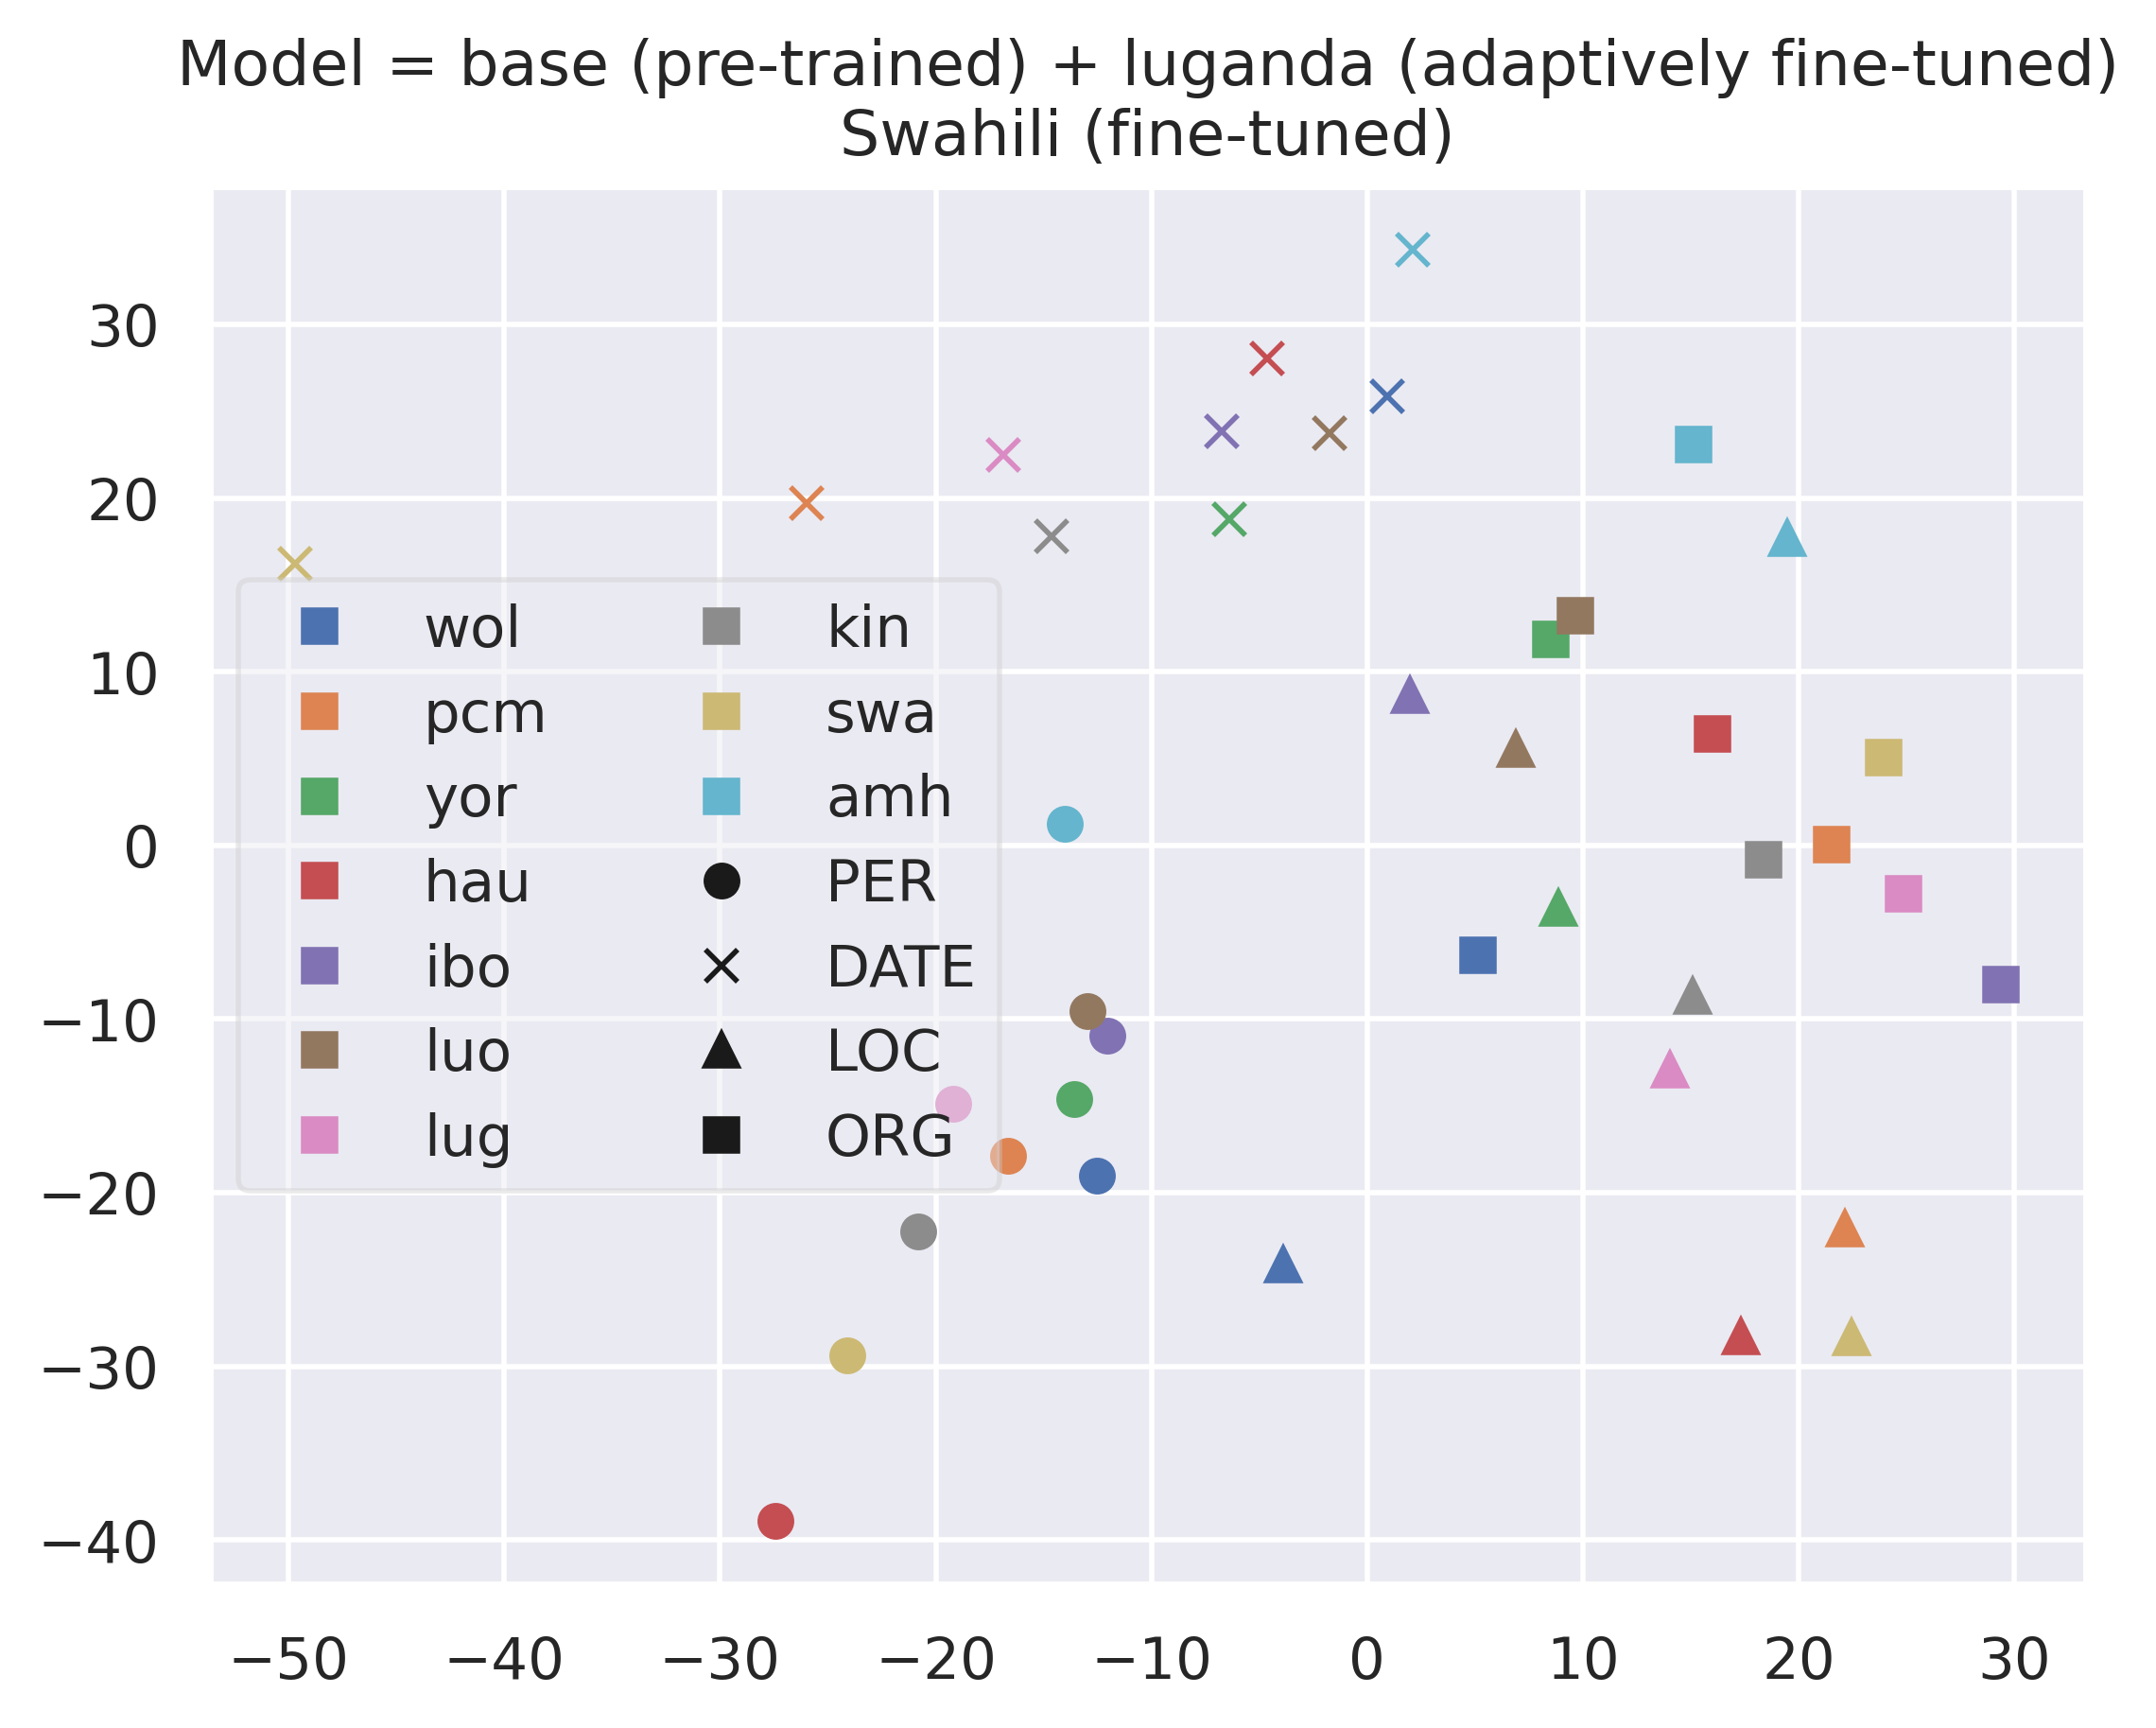 Model = base (pre-trained) + luganda (adaptively fine-tuned)
Swahili (fine-tuned)
30
20
10
0
−10
−20
−30
−40
wol
pcm
yor
hau
ibo
luo
lug
kin
swa
amh
PER
DATE
LOC
ORG
−50 −40 −30 −20 −10 0 10 20 30